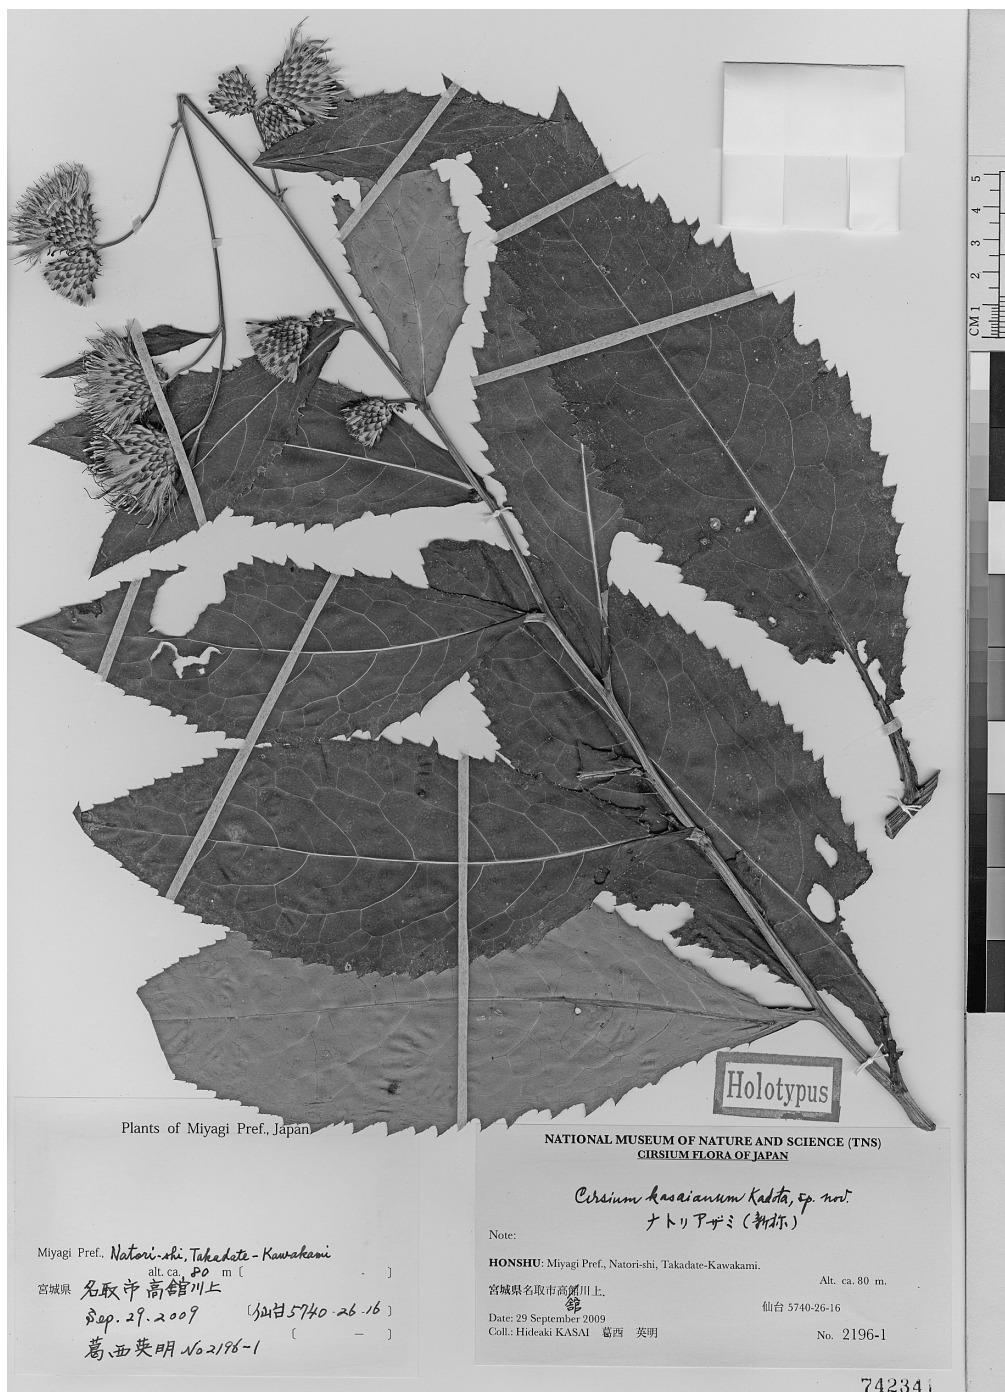 5
4
3
2
CM 1
Holotypus
Plants of Miyagi Pref., Japan
Miyagi Pref., Natori-shi, Takadate-Kawakami
alt. ca. 80 m 〔 - 〕
宮城県 名取市高舘川上
Sep. 29. 2009 〔仙台5740-26-16〕
〔 — 〕
葛西英明 No 2196-1
NATIONAL MUSEUM OF NATURE AND SCIENCE (TNS)
CIRSIUM FLORA OF JAPAN
Cirsium kasaianum Kadota, sp. nov.
ナトリアザミ(新称)
Note:
HONSHU: Miyagi Pref., Natori-shi, Takadate-Kawakami.
Alt. ca. 80 m.
宮城県名取市高館川上.
舘
仙台 5740-26-16
Date: 29 September 2009
Coll.: Hideaki KASAI 葛西 英明
No. 2196-1
742341